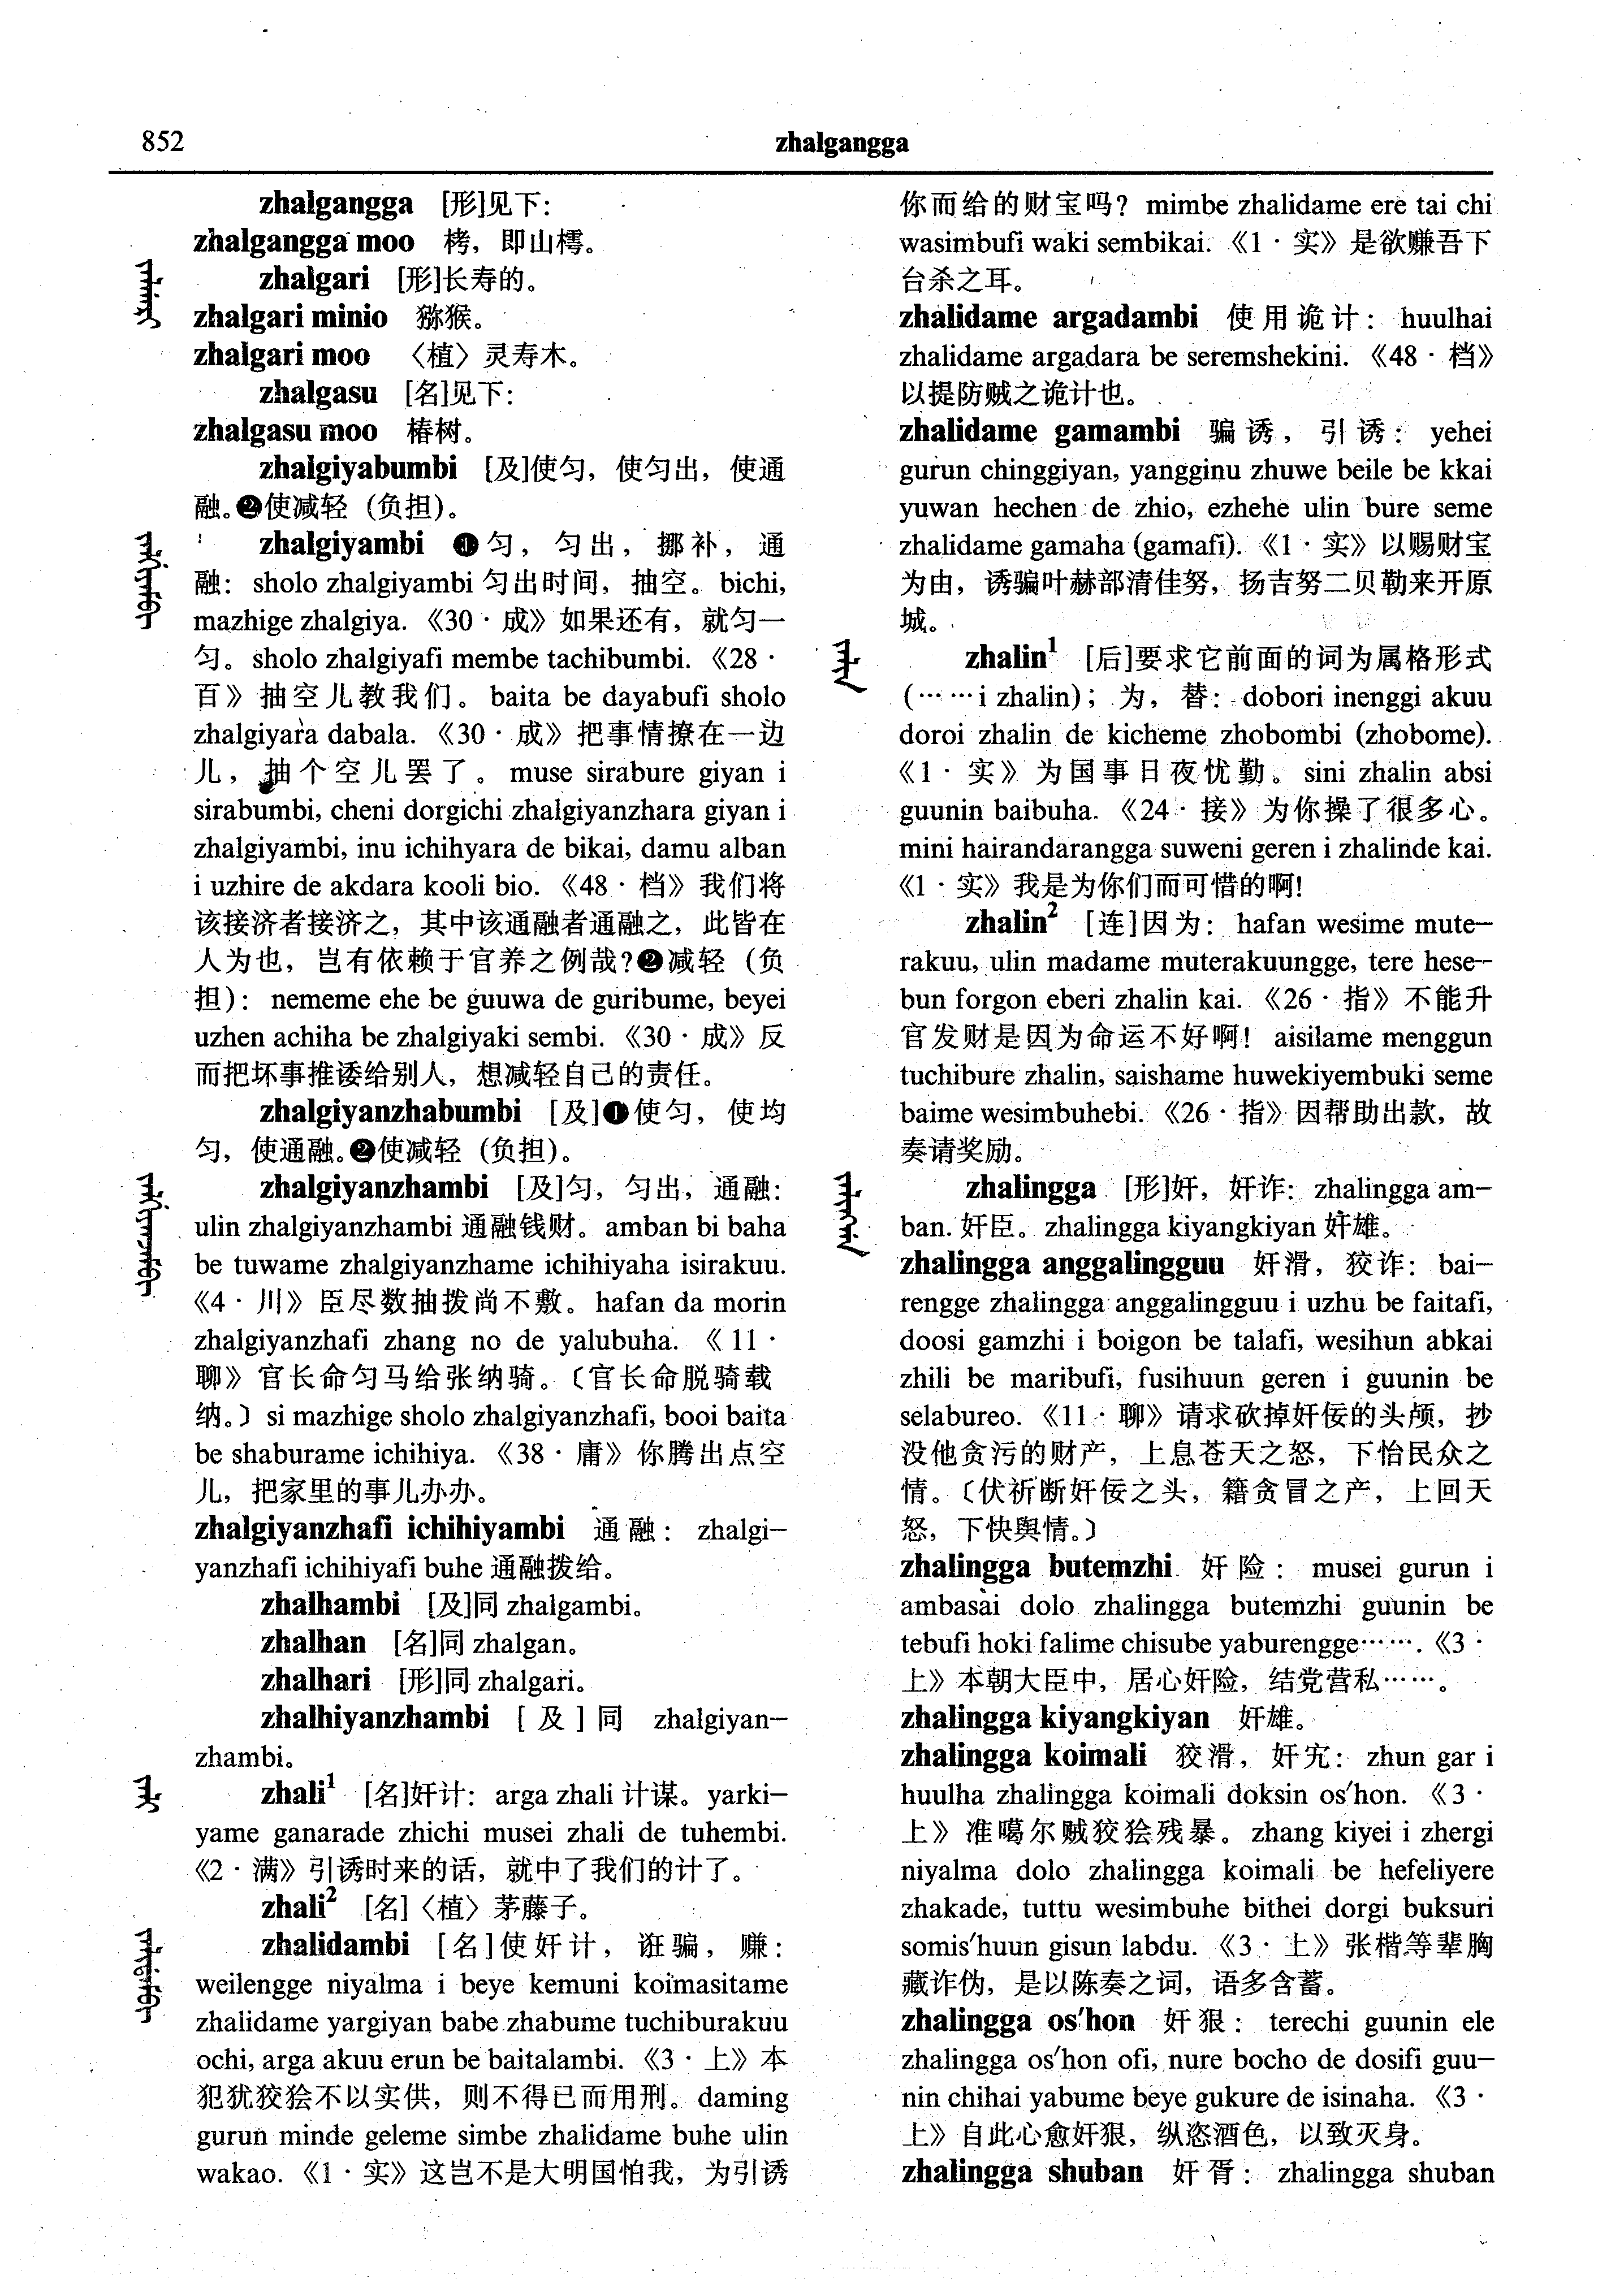 852
zhalgangga
zhalgangga [形]见下：
zhalgangga moo 栲，即山樗。
zhalgari [形]长寿的。
zhalgari minio 猕猴。
zhalgari moo 〈植〉灵寿木。
zhalgasu [名]见下：
zhalgasu moo 椿树。
zhalgiyabumbi [及]使匀，使匀出，使通
融。❷使减轻（负担）。
zhalgiyambi ❶匀，匀出，挪补，通
融：sholo zhalgiyambi 匀出时间，抽空。bichi,
mazhige zhalgiya. 《30·成》如果还有，就匀一
匀。sholo zhalgiyafi membe tachibumbi. 《28·
百》抽空儿教我们。baita be dayabufi sholo
zhalgiyara dabala. 《30·成》把事情撩在一边
儿，抽个空儿罢了。muse sirabure giyan i
sirabumbi, cheni dorgichi zhalgiyanzhara giyan i
zhalgiyambi, inu ichihyara de bikai, damu alban
i uzhire de akdara kooli bio. 《48·档》我们将
该接济者接济之，其中该通融者通融之，此皆在
人为也，岂有依赖于官养之例哉?❷减轻（负
担）：nememe ehe be guuwa de guribume, beyei
uzhen achiha be zhalgiyaki sembi. 《30·成》反
而把坏事推诿给别人，想减轻自己的责任。
zhalgiyanzhabumbi [及]❶使匀，使均
匀，使通融。❷使减轻（负担）。
zhalgiyanzhambi [及]匀，匀出，通融：
ulin zhalgiyanzhambi 通融钱财。amban bi baha
be tuwame zhalgiyanzhame ichihiyaha isirakuu.
《4·川》臣尽数抽拨尚不敷。hafan da morin
zhalgiyanzhafi zhang no de yalubuha. 《11·
聊》官长命匀马给张纳骑。〔官长命脱骑载
纳。〕si mazhige sholo zhalgiyanzhafi, booi baita
be shaburame ichihiya. 《38·庸》你腾出点空
儿，把家里的事儿办办。
zhalgiyanzhafi ichihiyambi 通融：zhalgi-
yanzhafi ichihiyafi buhe 通融拨给。
zhalhambi [及]同 zhalgambi。
zhalhan [名]同 zhalgan。
zhalhari [形]同 zhalgari。
zhalhiyanzhambi [及]同 zhalgiyan-
zhambi。
zhali¹ [名]奸计：arga zhali 计谋。yarki-
yame ganarade zhichi musei zhali de tuhembi.
《2·满》引诱时来的话，就中了我们的计了。
zhali² [名]〈植〉茅藤子。
zhalidambi [名]使奸计，诳骗，赚：
weilengge niyalma i beye kemuni koimasitame
zhalidame yargiyan babe zhabume tuchiburakuu
ochi, arga akuu erun be baitalambi. 《3·上》本
犯犹狡狯不以实供，则不得已而用刑。daming
gurun minde geleme simbe zhalidame buhe ulin
wakao. 《1·实》这岂不是大明国怕我，为引诱
你而给的财宝吗？mimbe zhalidame ere tai chi
wasimbufi waki sembikai. 《1·实》是欲赚吾下
台杀之耳。
zhalidame argadambi 使用诡计：huulhai
zhalidame argadara be seremshekini. 《48·档》
以提防贼之诡计也。
zhalidame gamambi 骗诱，引诱：yehei
gurun chinggiyan, yangginu zhuwe beile be kkai
yuwan hechen de zhio, ezhehe ulin bure seme
zhalidame gamaha (gamafi). 《1·实》以赐财宝
为由，诱骗叶赫部清佳努，扬吉努二贝勒来开原
城。
zhalin¹ [后]要求它前面的词为属格形式
(……i zhalin)；为，替：dobori inenggi akuu
doroi zhalin de kicheme zhobombi (zhobome).
《1·实》为国事日夜忧勤。sini zhalin absi
guunin baibuha. 《24·接》为你操了很多心。
mini hairandarangga suweni geren i zhalinde kai.
《1·实》我是为你们而可惜的啊!
zhalin² [连]因为：hafan wesime mute-
rakuu, ulin madame muterakuungge, tere hese-
bun forgon eberi zhalin kai. 《26·指》不能升
官发财是因为命运不好啊！aisilame menggun
tuchibure zhalin, saishame huwekiyembuki seme
baime wesimbuhebi. 《26·指》因帮助出款，故
奏请奖励。
zhalingga [形]奸，奸诈：zhalingga am-
ban. 奸臣。zhalingga kiyangkiyan 奸雄。
zhalingga anggalingguu 奸滑，狡诈：bai-
rengge zhalingga anggalingguu i uzhu be faitafi,
doosi gamzhi i boigon be talafi, wesihun abkai
zhili be maribufi, fusihuun geren i guunin be
selabureo. 《11·聊》请求砍掉奸佞的头颅，抄
没他贪污的财产，上息苍天之怒，下怡民众之
情。〔伏祈断奸佞之头，籍贪冒之产，上回天
怒，下快舆情。〕
zhalingga butemzhi 奸险：musei gurun i
ambasai dolo zhalingga butemzhi guunin be
tebufi hoki falime chisube yaburengge……. 《3·
上》本朝大臣中，居心奸险，结党营私……。
zhalingga kiyangkiyan 奸雄。
zhalingga koimali 狡滑，奸宄：zhun gar i
huulha zhalingga koimali doksin os'hon. 《3·
上》准噶尔贼狡狯残暴。zhang kiyei i zhergi
niyalma dolo zhalingga koimali be hefeliyere
zhakade, tuttu wesimbuhe bithei dorgi buksuri
somis'huun gisun labdu. 《3·上》张楷等辈胸
藏诈伪，是以陈奏之词，语多含蓄。
zhalingga os'hon 奸狠：terechi guunin ele
zhalingga os'hon ofi, nure bocho de dosifi guu-
nin chihai yabume beye gukure de isinaha. 《3·
上》自此心愈奸狠，纵恣酒色，以致灭身。
zhalingga shuban 奸胥：zhalingga shuban